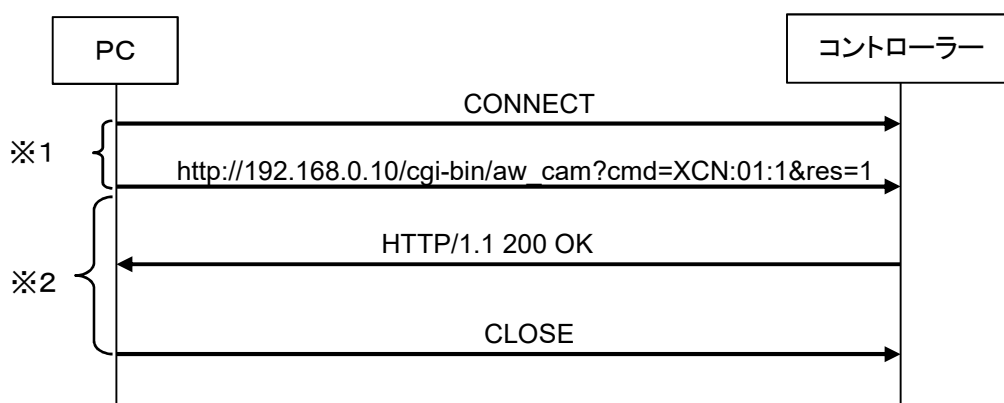 PC
コントローラー
CONNECT
※1
http://192.168.0.10/cgi-bin/aw_cam?cmd=XCN:01:1&res=1
HTTP/1.1 200 OK
※2
CLOSE